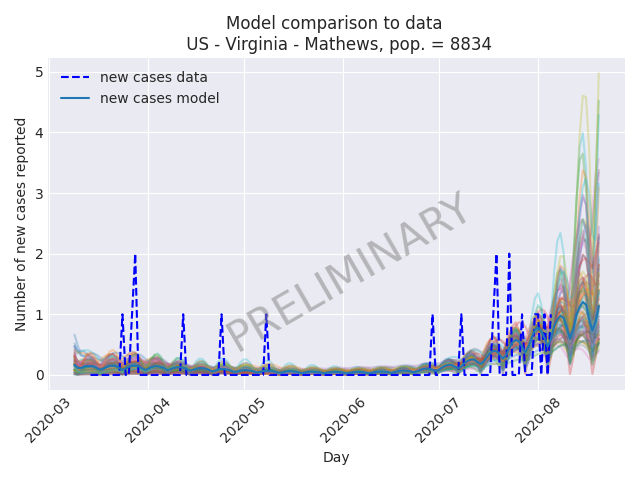 Model comparison to data
US - Virginia - Mathews, pop. = 8834
new cases data
new cases model
PRELIMINARY
Number of new cases reported
5
4
3
2
1
0
2020-03
2020-04
2020-05
2020-06
2020-07
2020-08
Day